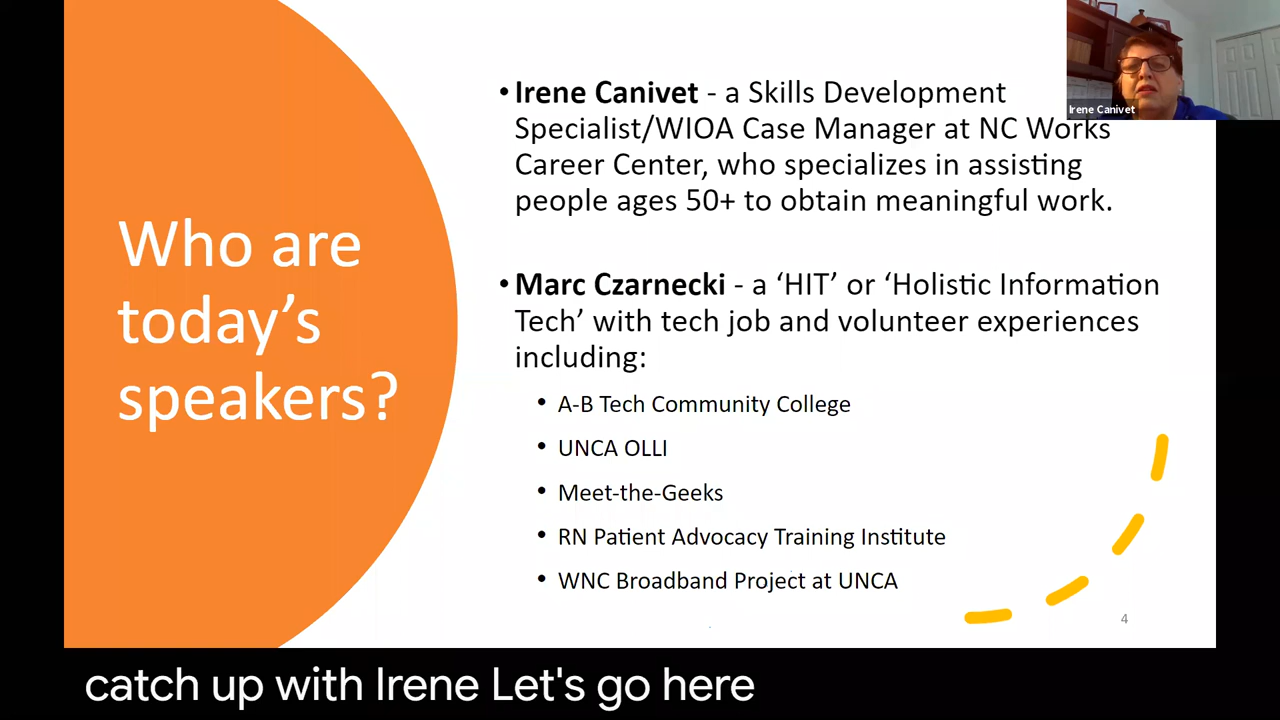 Who are
today’s
speakers?
• Irene Canivet - a Skills Development
Specialist/WIOA Case Manager at NC Works
Career Center, who specializes in assisting
people ages 50+ to obtain meaningful work.
• Marc Czarnecki - a ‘HIT’ or ‘Holistic Information
Tech’ with tech job and volunteer experiences
including:
• A-B Tech Community College
• UNCA OLLI
• Meet-the-Geeks
• RN Patient Advocacy Training Institute
• WNC Broadband Project at UNCA
4
Irene Canivet
catch up with Irene Let's go here